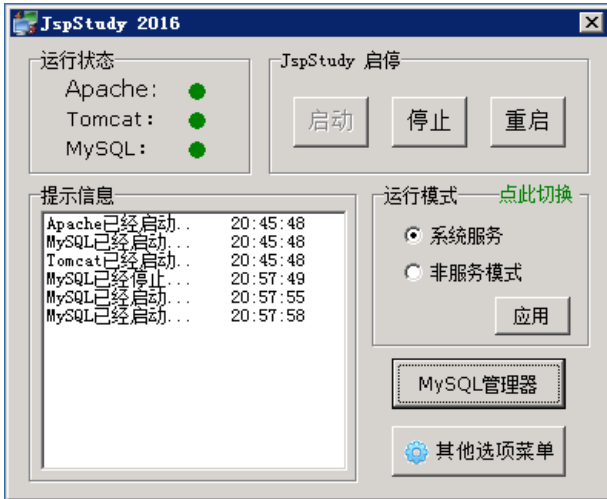 JspStudy 2016
运行状态
Apache:
Tomcat:
MySQL:
JspStudy 启停
启动
停止
重启
提示信息
Apache已经启动.. 20:45:48
MySQL已经启动... 20:45:48
Tomcat已经启动.. 20:45:48
MySQL已经停止... 20:57:49
MySQL已经启动... 20:57:55
MySQL已经启动... 20:57:58
运行模式 点此切换
系统服务
非服务模式
应用
MySQL管理器
其他选项菜单